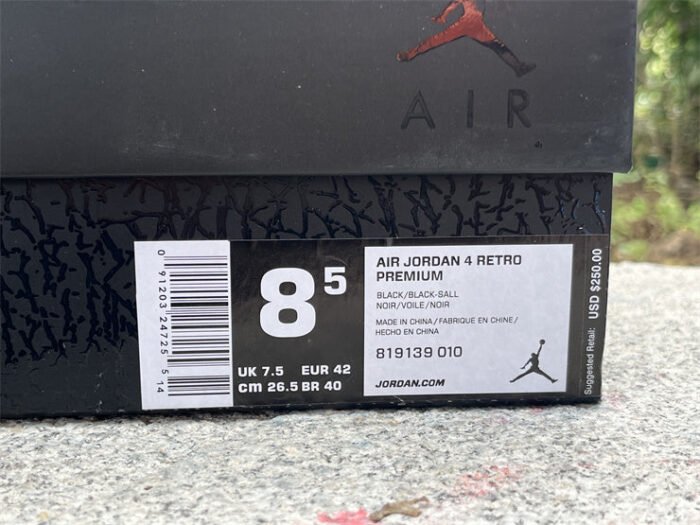 AIR
0 91203 24725 5 14
8 5
UK 7.5 EUR 42
cm 26.5 BR 40
AIR JORDAN 4 RETRO
PREMIUM
BLACK/BLACK-SALL
NOIR/VOILE/NOIR
MADE IN CHINA/FABRIQUE EN CHINE/
HECHO EN CHINA
819139 010
JORDAN.COM
Suggested Retail: USD $250.00